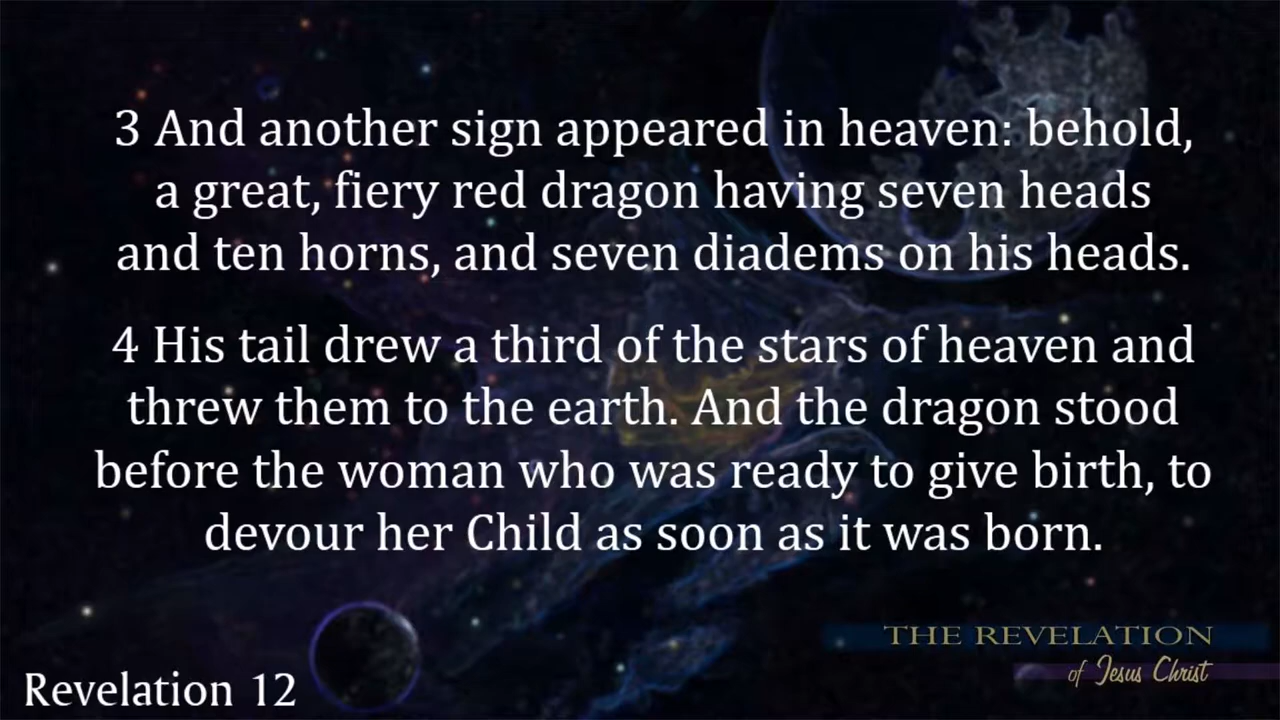 3 And another sign appeared in heaven: behold,
a great, fiery red dragon having seven heads
and ten horns, and seven diadems on his heads.
4 His tail drew a third of the stars of heaven and
threw them to the earth. And the dragon stood
before the woman who was ready to give birth, to
devour her Child as soon as it was born.
THE REVELATION
of Jesus Christ
Revelation 12